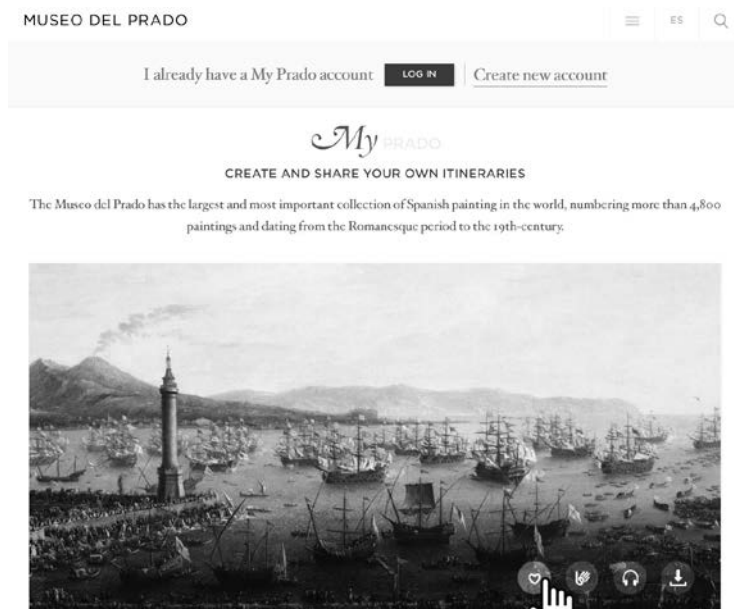 MUSEO DEL PRADO
ES
I already have a My Prado account
LOG IN
Create new account
My PRADO
CREATE AND SHARE YOUR OWN ITINERARIES
The Museo del Prado has the largest and most important collection of Spanish painting in the world, numbering more than 4,800
paintings and dating from the Romanesque period to the 19th-century.